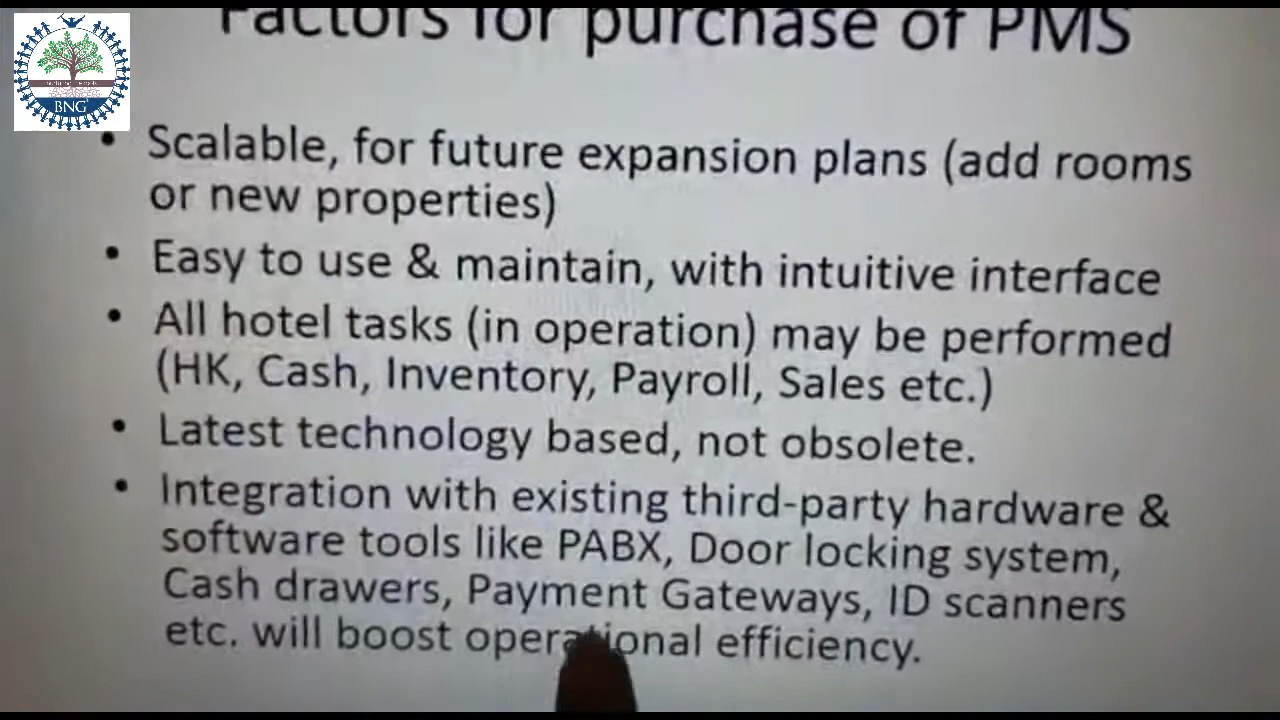 Factors for purchase of PMS
BNG
• Scalable, for future expansion plans (add rooms
or new properties)
• Easy to use & maintain, with intuitive interface
• All hotel tasks (in operation) may be performed
(HK, Cash, Inventory, Payroll, Sales etc.)
• Latest technology based, not obsolete.
• Integration with existing third-party hardware &
software tools like PABX, Door locking system,
Cash drawers, Payment Gateways, ID scanners
etc. will boost operational efficiency.